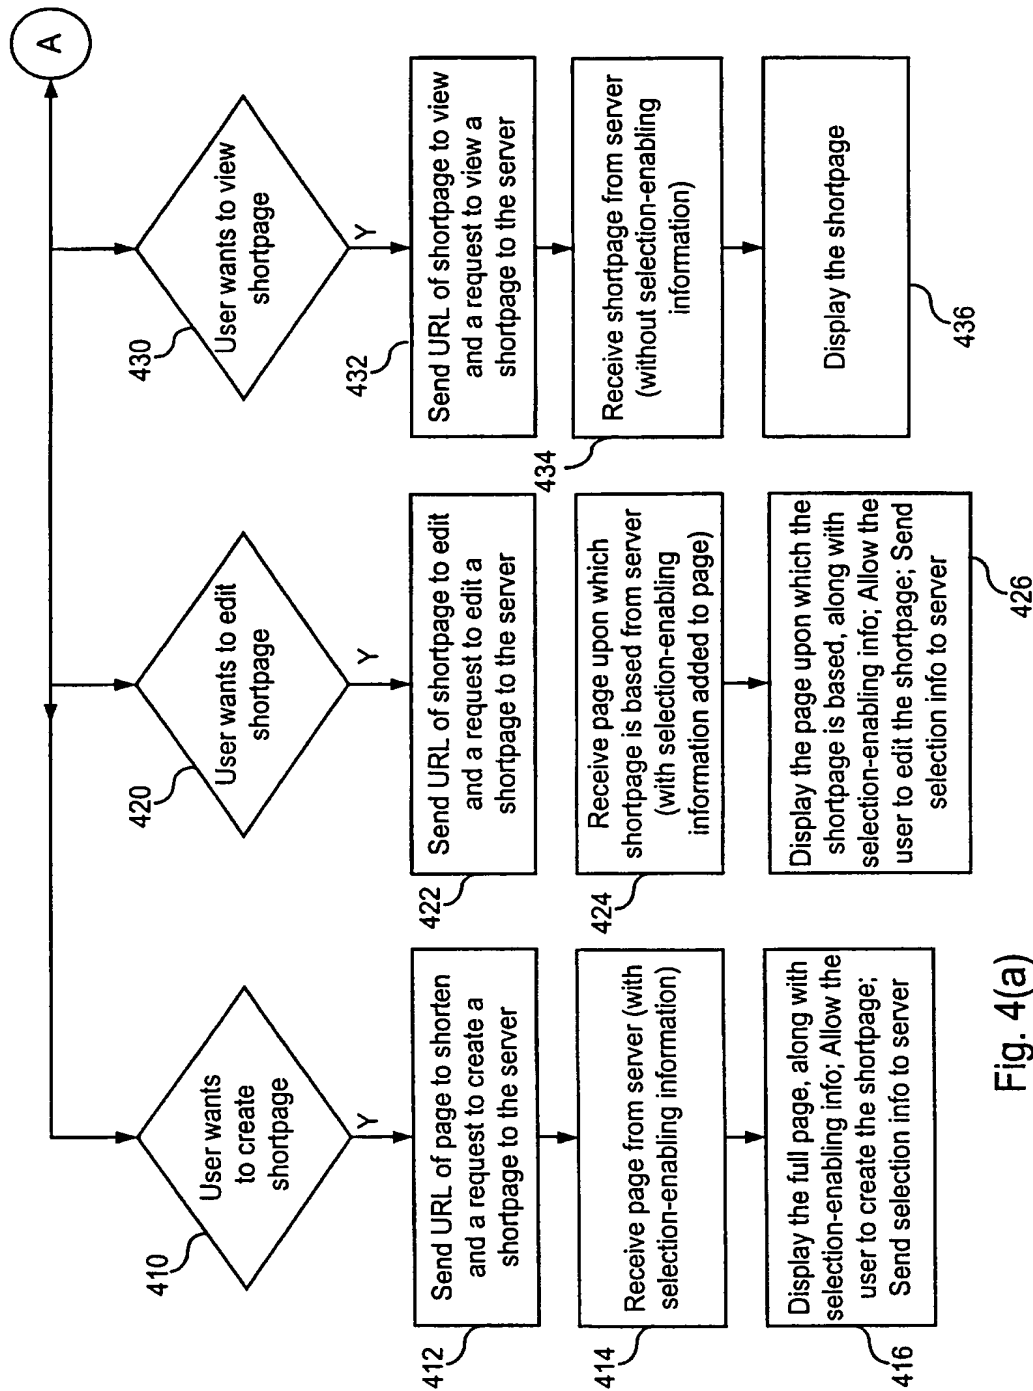 A
User wants
to create
shortpage
410
Y
Send URL of page to shorten
and a request to create a
shortpage to the server
412
Receive page from server (with
selection-enabling information)
414
Display the full page, along with
selection-enabling info; Allow the
user to create the shortpage;
Send selection info to server
416
User wants to edit
shortpage
420
Y
Send URL of shortpage to edit
and a request to edit a
shortpage to the server
422
Receive page upon which
shortpage is based from server
(with selection-enabling
information added to page)
424
Display the page upon which the
shortpage is based, along with
selection-enabling info; Allow the
user to edit the shortpage; Send
selection info to server
426
User wants to view
shortpage
430
Y
Send URL of shortpage to view
and a request to view a
shortpage to the server
432
Receive shortpage from server
(without selection-enabling
information)
434
Display the shortpage
436
Fig. 4(a)